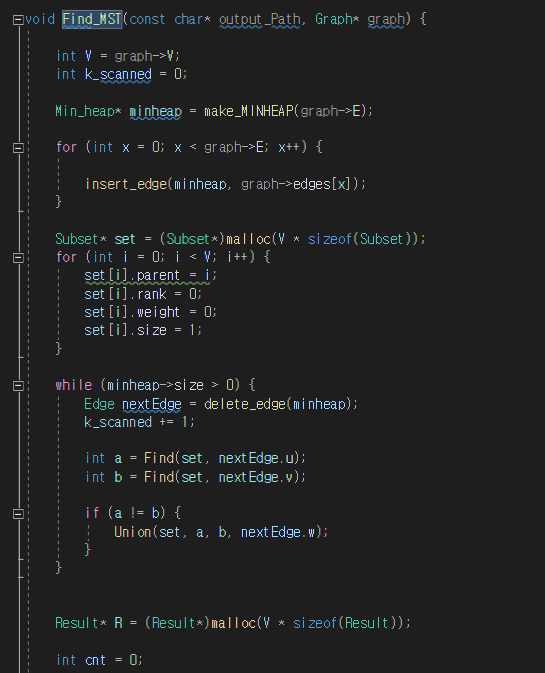 void Find_MST(const char* output_Path, Graph* graph) {
int V = graph->V;
int k_scanned = 0;
Min_heap* minheap = make_MINHEAP(graph->E);
for (int x = 0; x < graph->E; x++) {
insert_edge(minheap, graph->edges[x]);
}
Subset* set = (Subset*)malloc(V * sizeof(Subset));
for (int i = 0; i < V; i++) {
set[i].parent = i;
set[i].rank = 0;
set[i].weight = 0;
set[i].size = 1;
}
while (minheap->size > 0) {
Edge nextEdge = delete_edge(minheap);
k_scanned += 1;
int a = Find(set, nextEdge.u);
int b = Find(set, nextEdge.v);
if (a != b) {
Union(set, a, b, nextEdge.w);
}
}
Result* R = (Result*)malloc(V * sizeof(Result));
int cnt = 0;